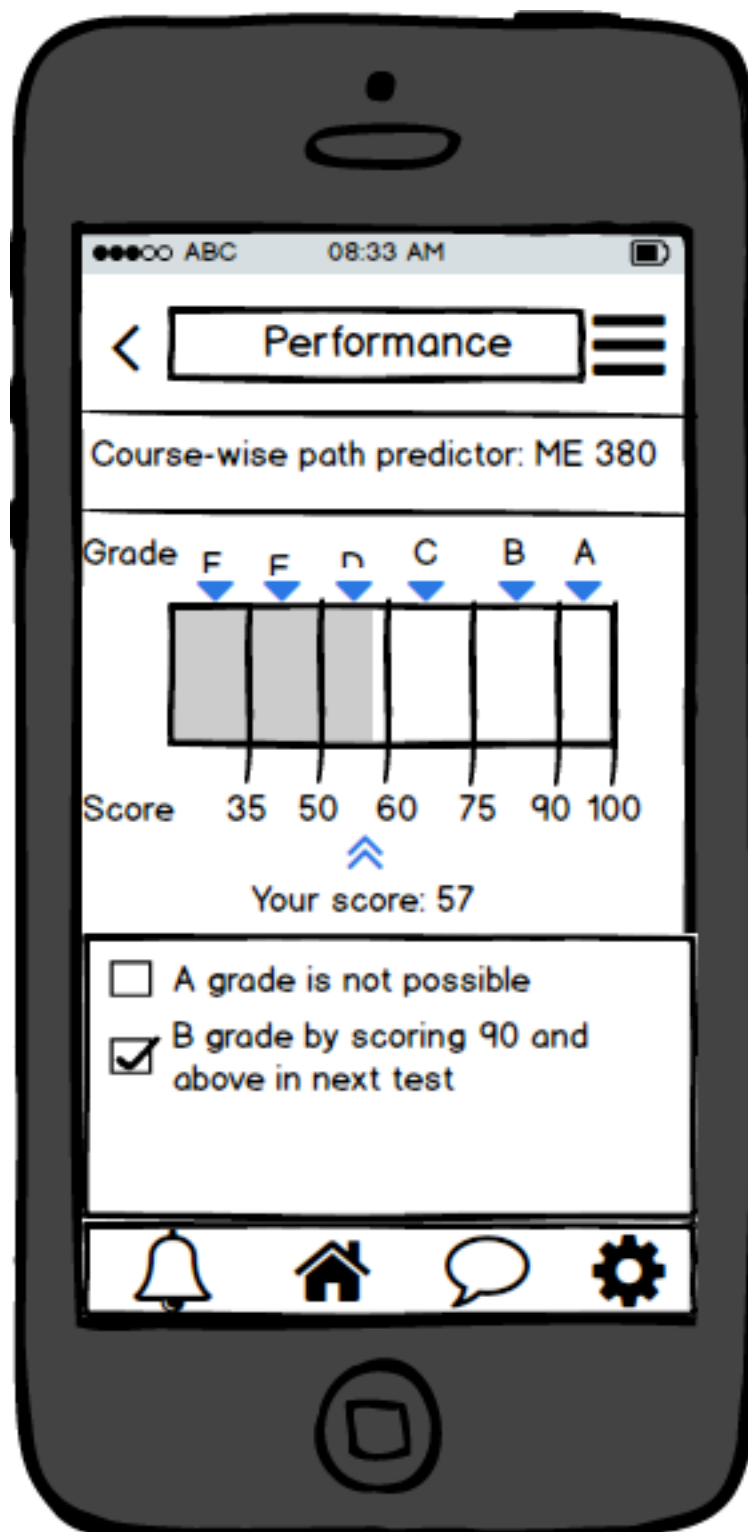 ABC 08:33 AM
Performance
Course-wise path predictor: ME 380
Grade C B A
Score 35 50 60 75 90 100
Your score: 57
A grade is not possible
B grade by scoring 90 and
above in next test